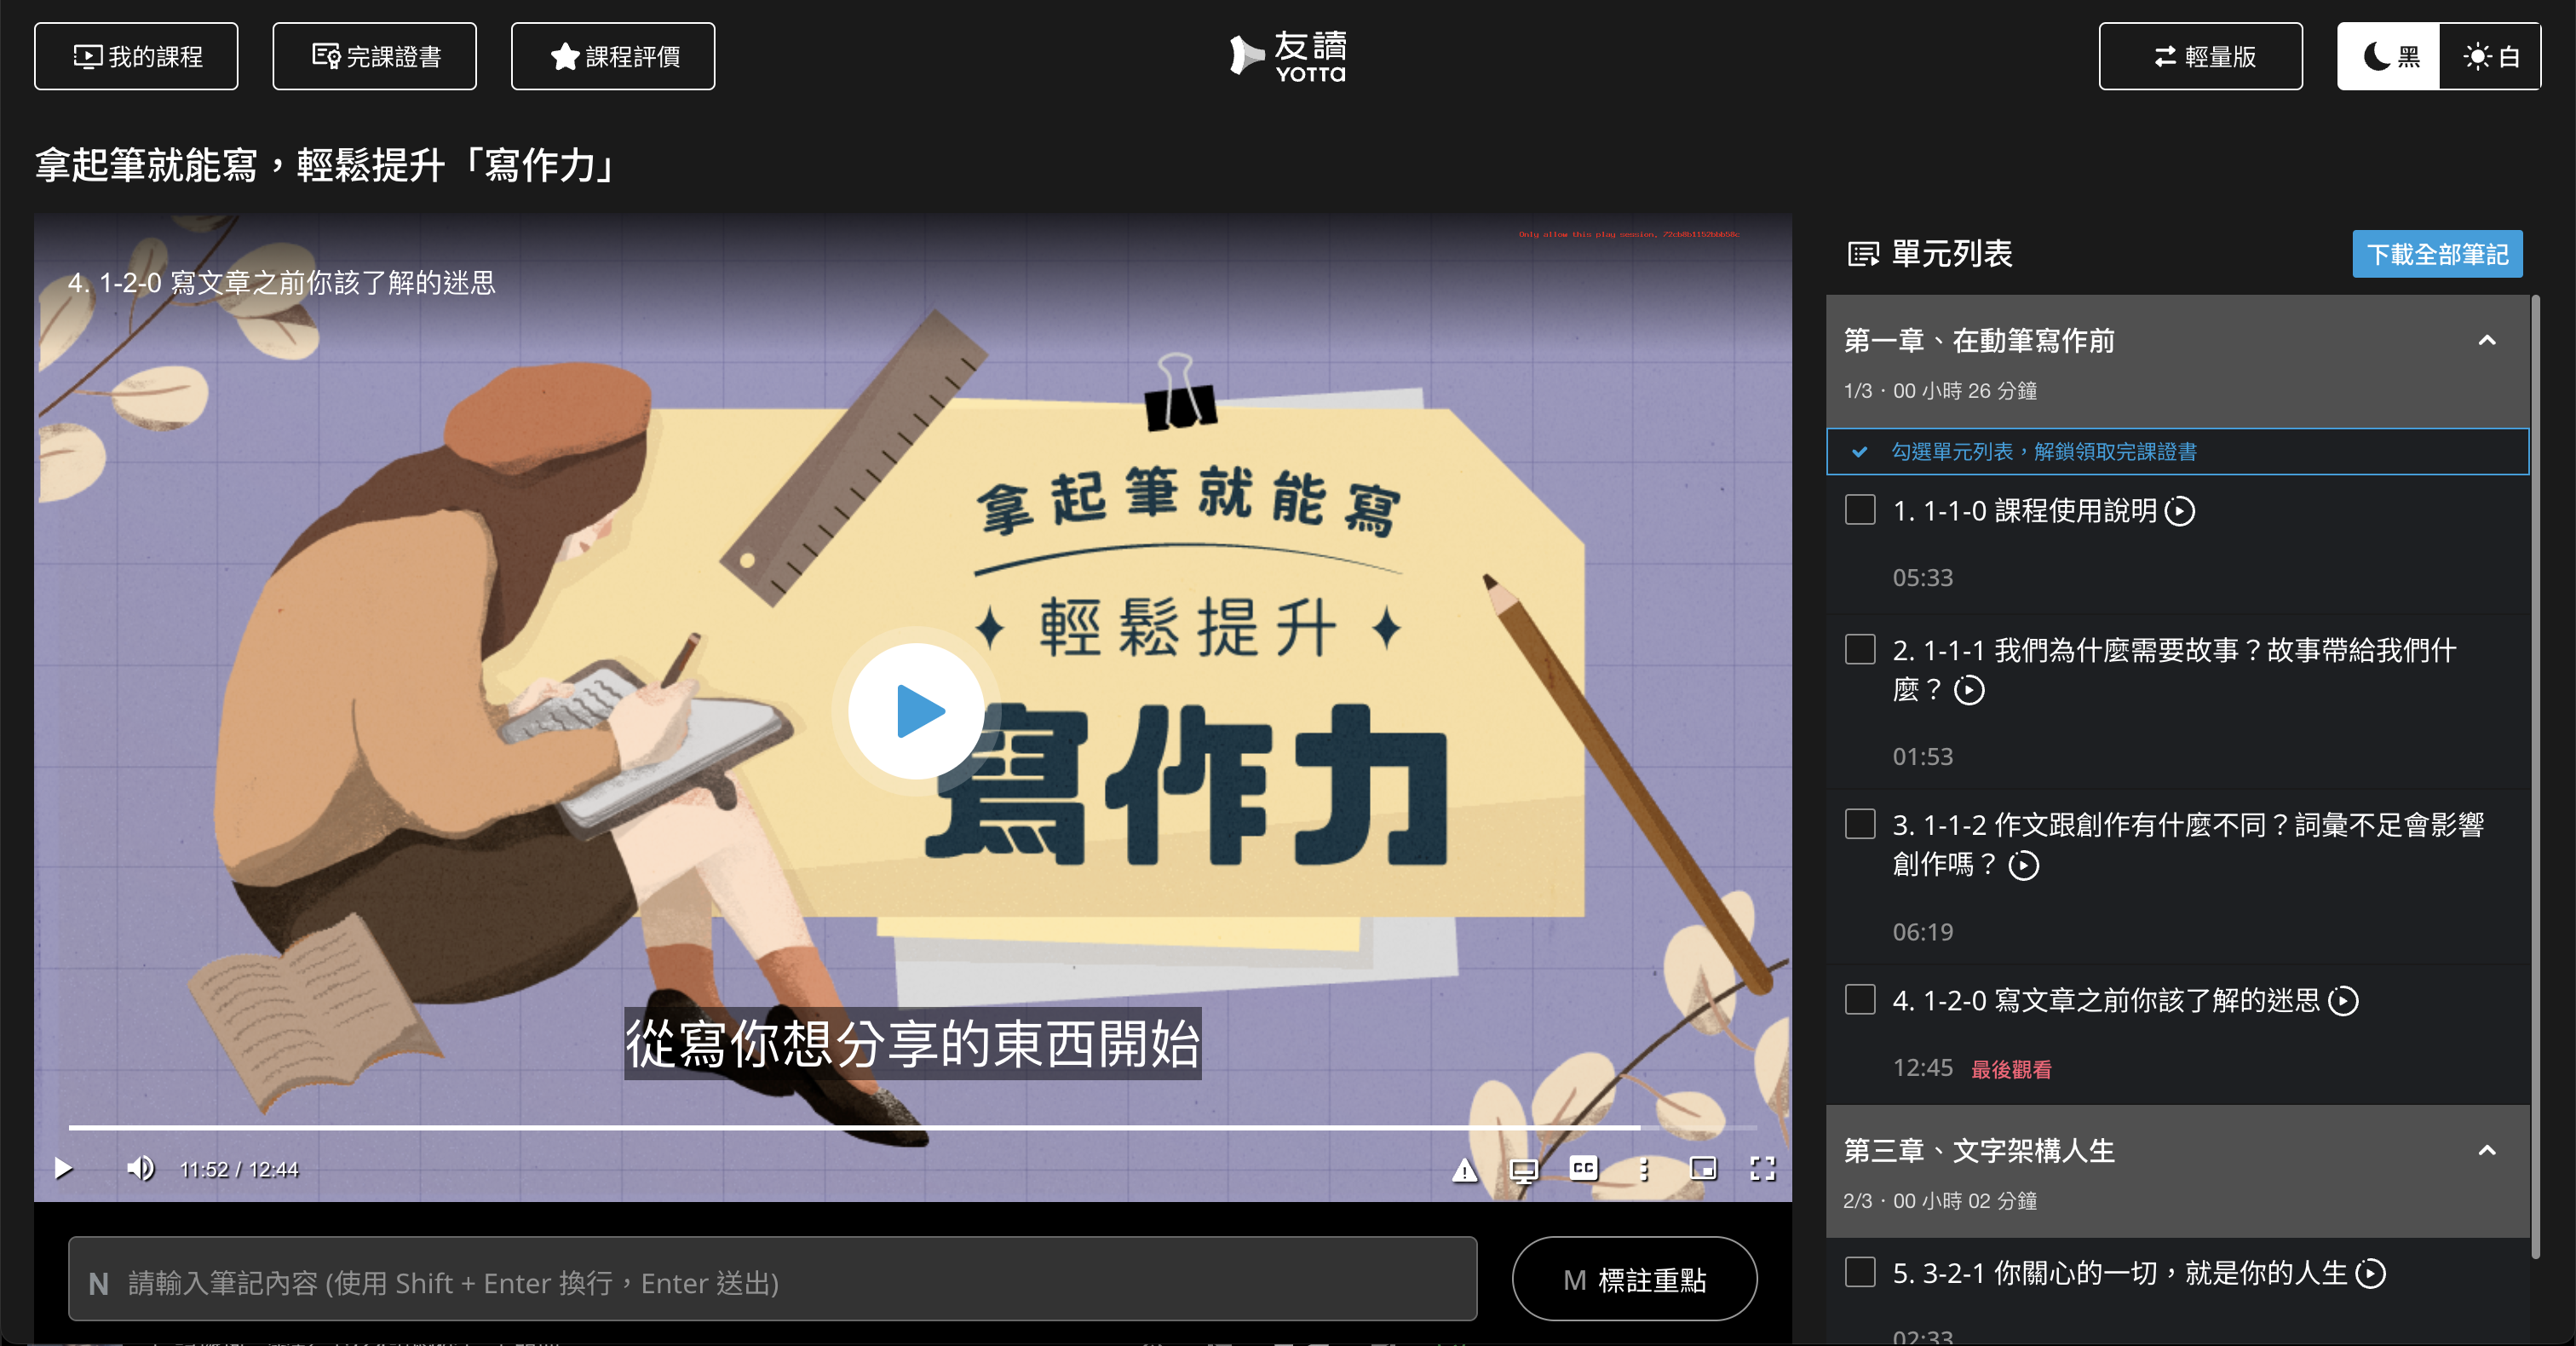 我的課程
完課證書
課程評價
友讀
YOTTA
輕量版
黑
白
拿起筆就能寫，輕鬆提升「寫作力」
Only allow this play session, 72cb8b1152bbb58c
4. 1-2-0 寫文章之前你該了解的迷思
拿起筆就能寫
輕鬆提升
寫作力
從寫你想分享的東西開始
11:52 / 12:44
CC
N 請輸入筆記內容 (使用 Shift + Enter 換行，Enter 送出)
M 標註重點
單元列表
下載全部筆記
第一章、在動筆寫作前
1/3・00 小時 26 分鐘
勾選單元列表，解鎖領取完課證書
1. 1-1-0 課程使用說明
05:33
2. 1-1-1 我們為什麼需要故事？故事帶給我們什
麼？
01:53
3. 1-1-2 作文跟創作有什麼不同？詞彙不足會影響
創作嗎？
06:19
4. 1-2-0 寫文章之前你該了解的迷思
12:45 最後觀看
第三章、文字架構人生
2/3・00 小時 02 分鐘
5. 3-2-1 你關心的一切，就是你的人生
02:33